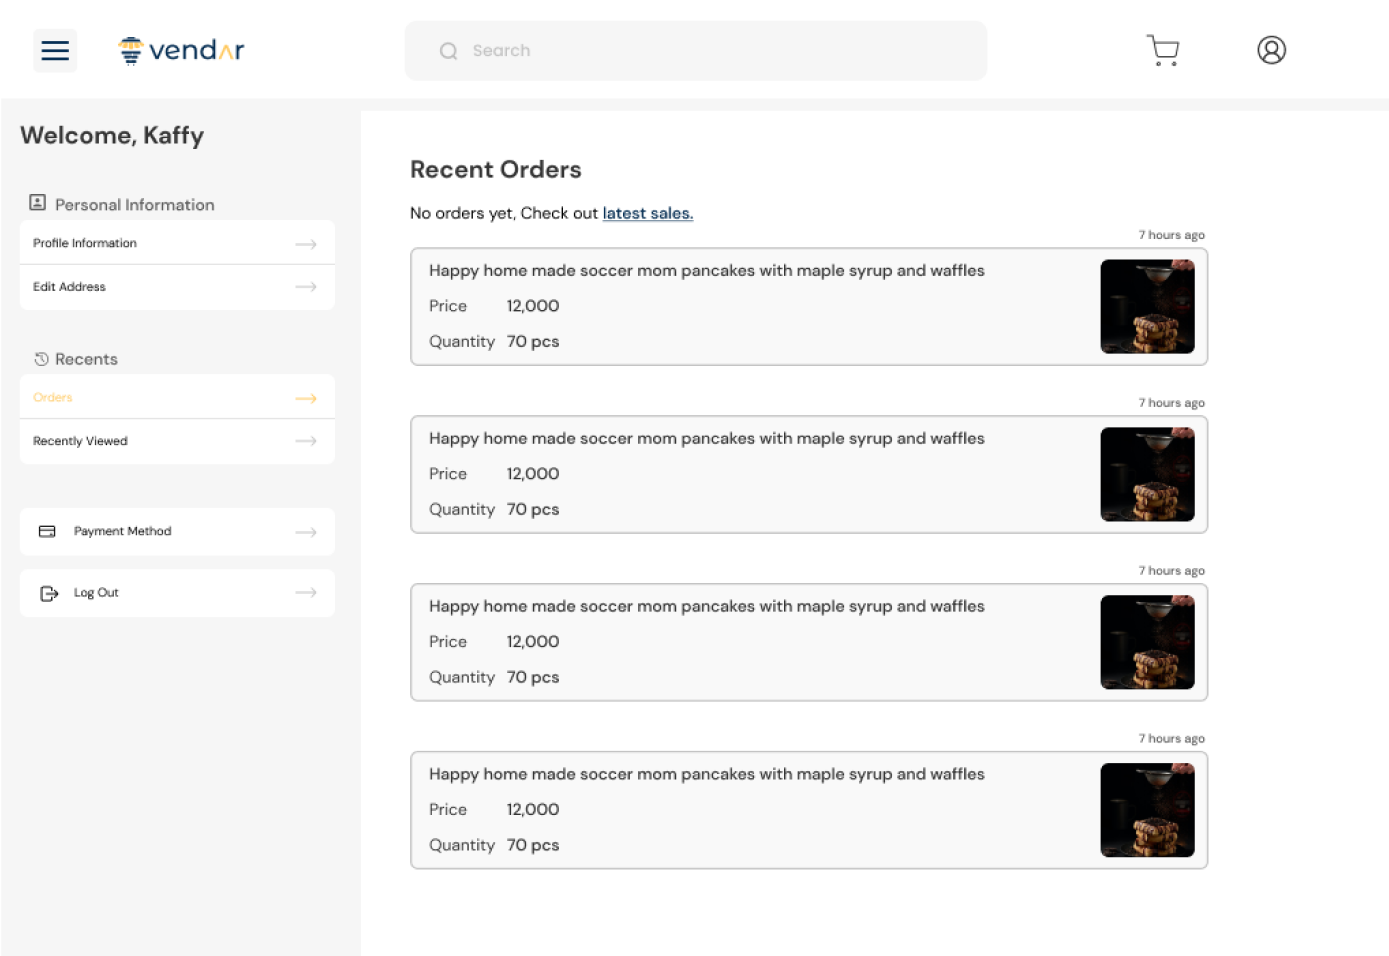 vendar
Search
Welcome, Kaffy
Personal Information
Profile Information
Edit Address
Recents
Orders
Recently Viewed
Payment Method
Log Out
Recent Orders
No orders yet, Check out latest sales.
7 hours ago
Happy home made soccer mom pancakes with maple syrup and waffles
Price 12,000
Quantity 70 pcs
7 hours ago
Happy home made soccer mom pancakes with maple syrup and waffles
Price 12,000
Quantity 70 pcs
7 hours ago
Happy home made soccer mom pancakes with maple syrup and waffles
Price 12,000
Quantity 70 pcs
7 hours ago
Happy home made soccer mom pancakes with maple syrup and waffles
Price 12,000
Quantity 70 pcs